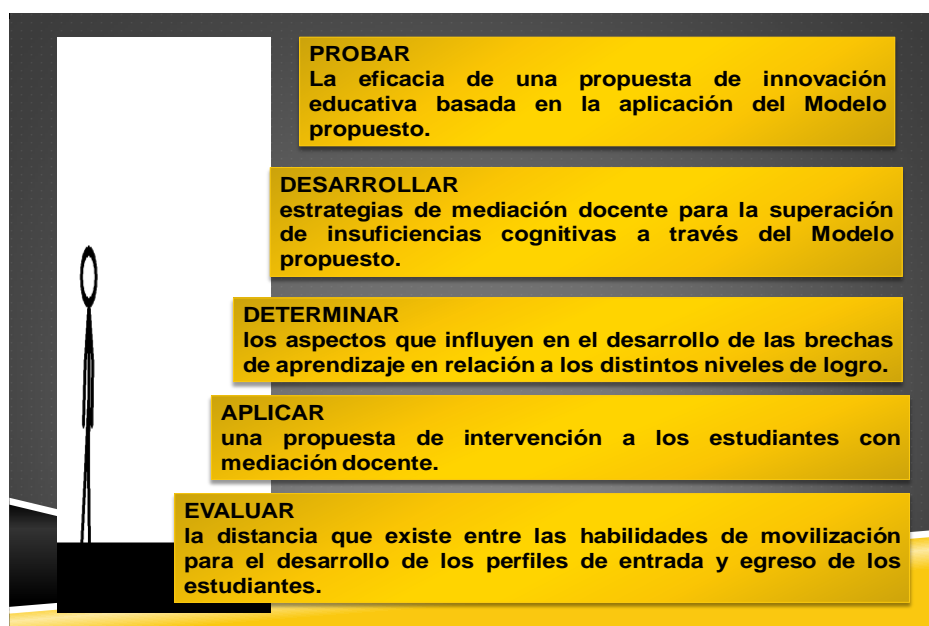 PROBAR
La eficacia de una propuesta de innovación
educativa basada en la aplicación del Modelo
propuesto.
DESARROLLAR
estrategias de mediación docente para la superación
de insuficiencias cognitivas a través del Modelo
propuesto.
DETERMINAR
los aspectos que influyen en el desarrollo de las brechas
de aprendizaje en relación a los distintos niveles de logro.
APLICAR
una propuesta de intervención a los estudiantes con
mediación docente.
EVALUAR
la distancia que existe entre las habilidades de movilización
para el desarrollo de los perfiles de entrada y egreso de los
estudiantes.